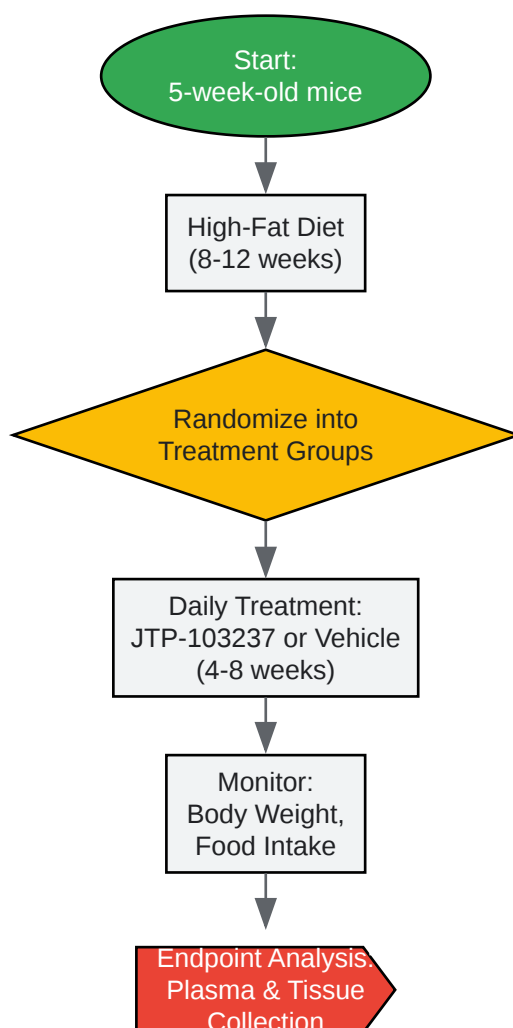 Start:
5-week-old mice
High-Fat Diet
(8-12 weeks)
Randomize into
Treatment Groups
Daily Treatment:
JTP-103237 or Vehicle
(4-8 weeks)
Monitor:
Body Weight,
Food Intake
Endpoint Analysis:
Plasma & Tissue
Collection